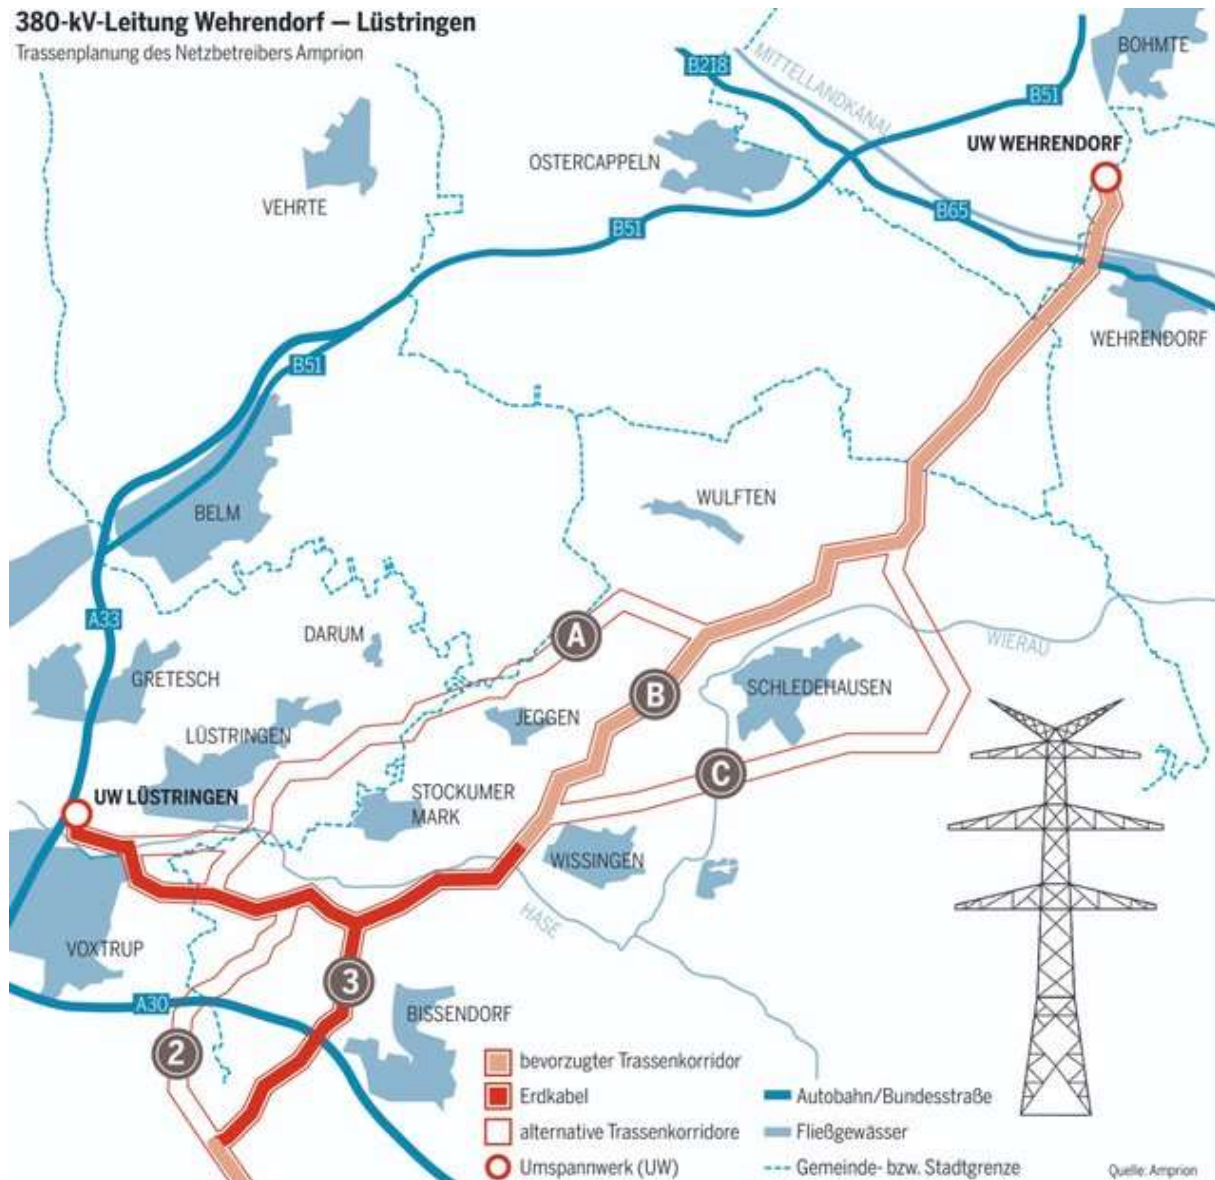 380-kV-Leitung Wehrendorf — Lüstringen
Trassenplanung des Netzbetreibers Amprion
BOHMTE
B218
MITTELLANDKANAL
B51
UW WEHRENDORF
OSTERCAPPELN
VEHRTE
B65
B51
WEHRENDORF
B51
WULFTEN
BELM
A33
DARUM
A
WIERAU
GRETESCH
SCHLEDEHAUSEN
B
JEGGEN
LÜSTRINGEN
C
STOCKUMER
MARK
UW LÜSTRINGEN
WISSINGEN
HASE
VOXTRUP
3
A30
BISSENDORF
2
bevorzugter Trassenkorridor
Erdkabel
alternative Trassenkorridore
Umspannwerk (UW)
Autobahn/Bundesstraße
Fließgewässer
Gemeinde- bzw. Stadtgrenze
Quelle: Amprion